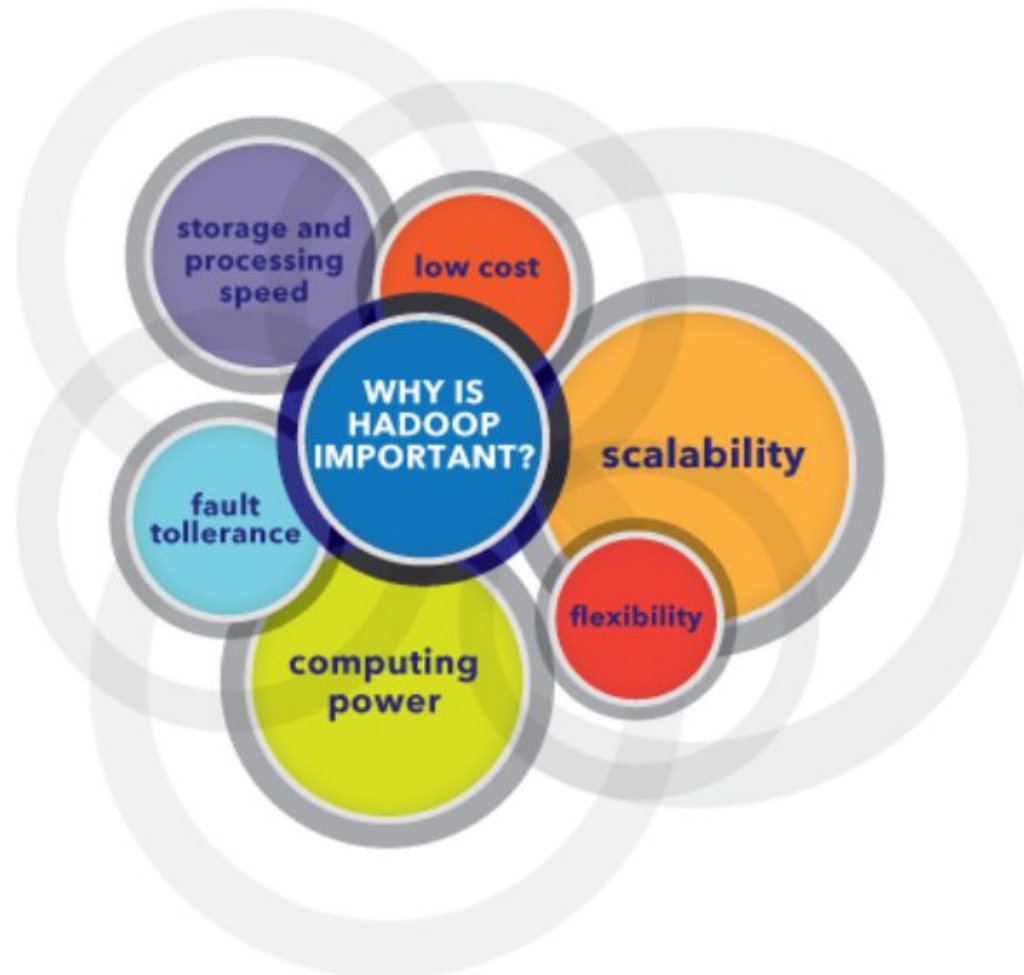 storage and
processing
speed
low cost
WHY IS
HADOOP
IMPORTANT?
scalability
fault
tollerance
flexibility
computing
power